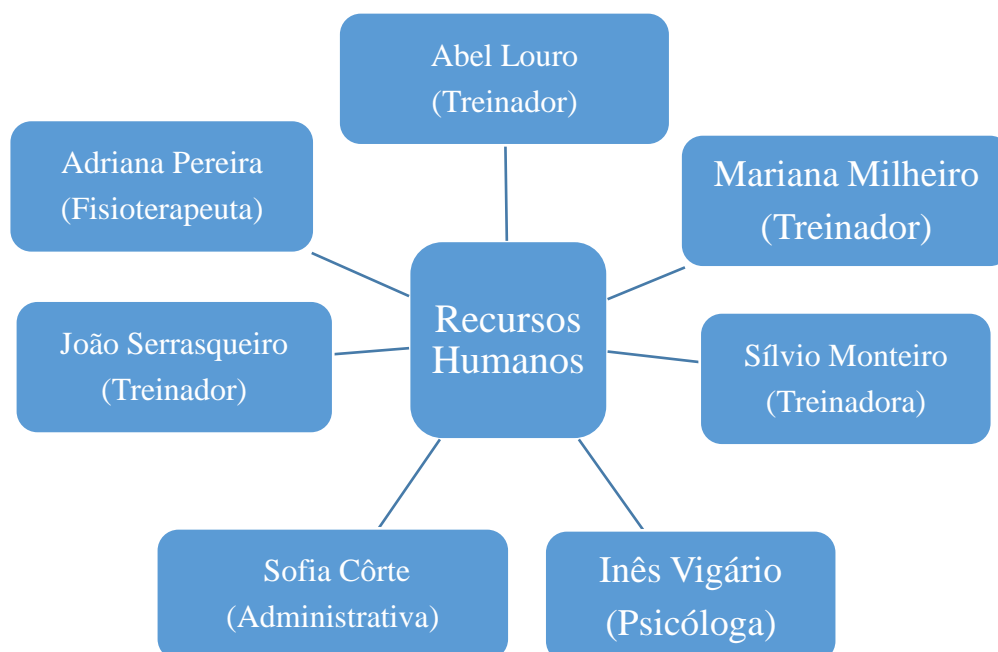 Abel Louro
(Treinador)
Adriana Pereira
(Fisioterapeuta)
Mariana Milheiro
(Treinador)
Recursos
Humanos
João Serrasqueiro
(Treinador)
Sílvio Monteiro
(Treinadora)
Sofia Côrte
(Administrativa)
Inês Vigário
(Psicóloga)